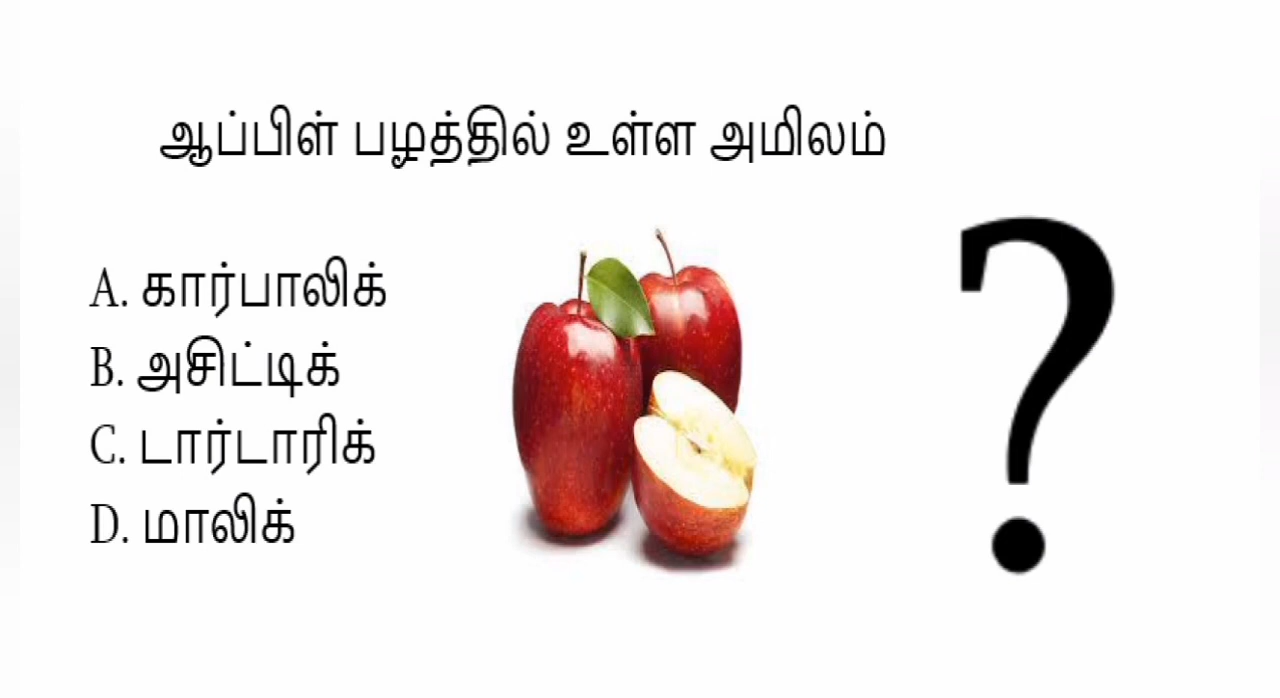 ஆப்பிள் பழத்தில் உள்ள அமிலம்
A. கார்பாலிக்
B. அசிட்டிக்
C. டார்டாரிக்
D. மாலிக்
?